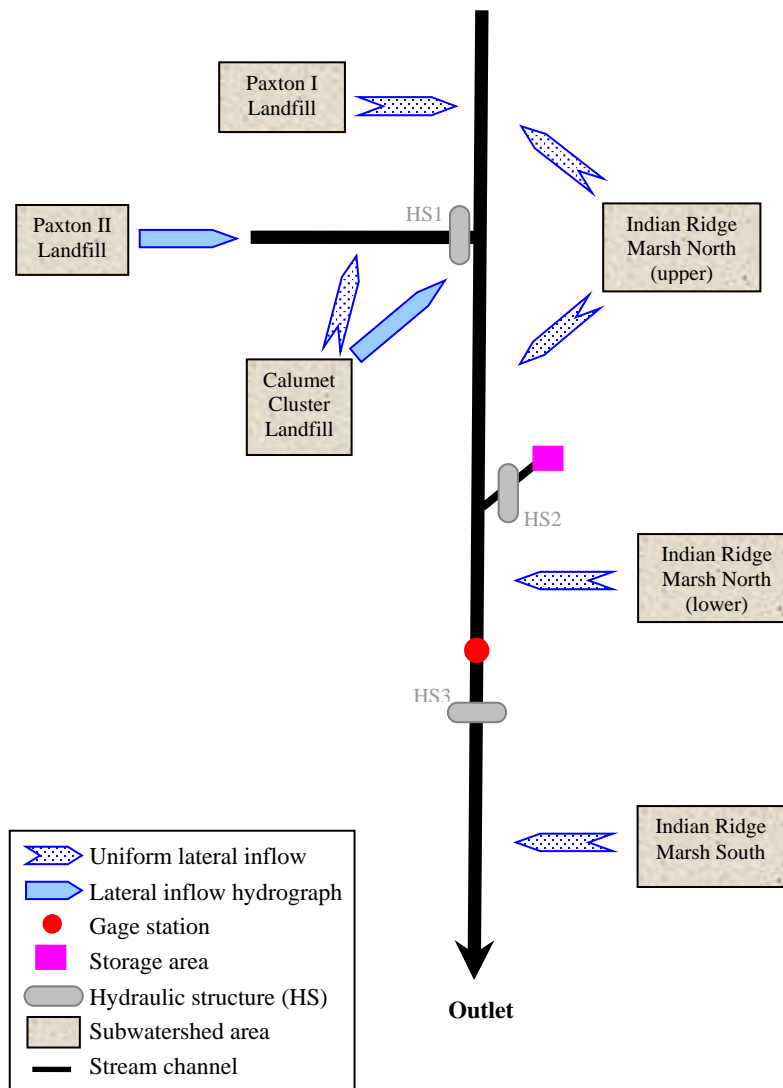 Paxton I
Landfill
HS1
Paxton II
Landfill
Indian Ridge
Marsh North
(upper)
Calumet
Cluster
Landfill
HS2
Indian Ridge
Marsh North
(lower)
HS3
Indian Ridge
Marsh South
Uniform lateral inflow
Lateral inflow hydrograph
Gage station
Storage area
Hydraulic structure (HS)
Subwatershed area
Stream channel
Outlet